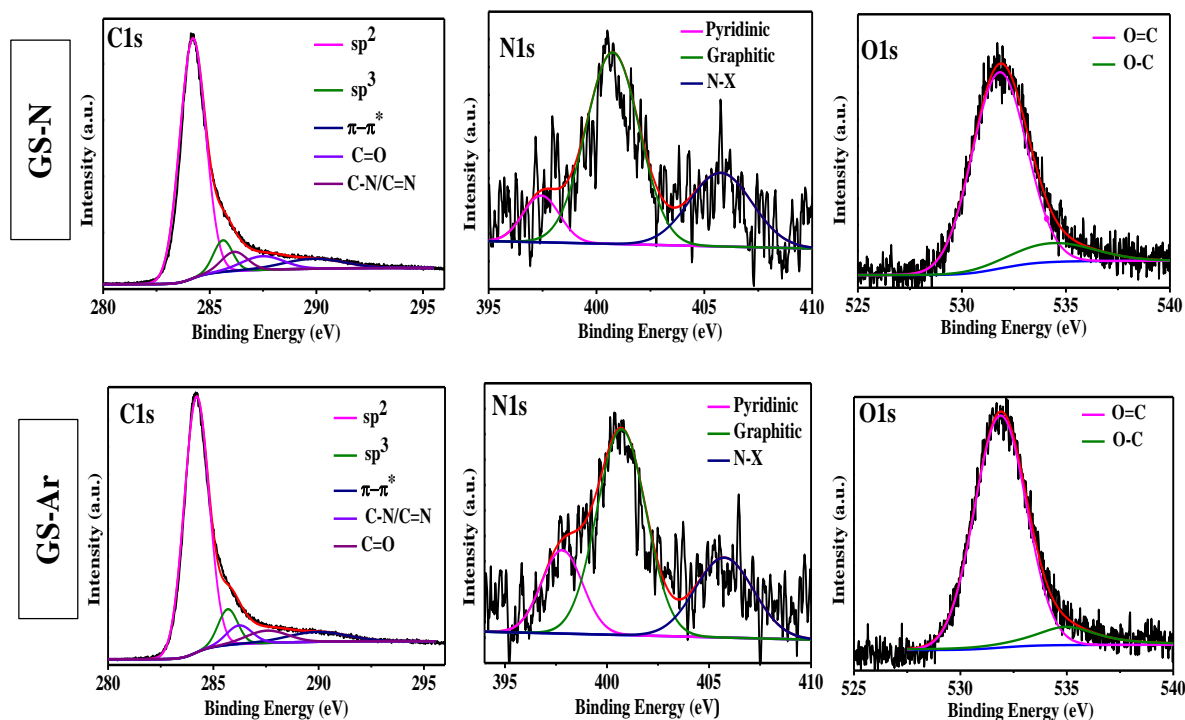 GS-N
C1s
sp²
sp³
π−π*
C=O
C-N/C=N
Intensity (a.u.)
280 285 290 295
Binding Energy (eV)
N1s
Pyridinic
Graphitic
N-X
Intensity (a.u.)
395 400 405 410
Binding Energy (eV)
O1s
O=C
O-C
Intensity (a.u.)
525 530 535 540
Binding Energy (eV)
GS-Ar
C1s
sp²
sp³
π−π*
C-N/C=N
C=O
Intensity (a.u.)
280 285 290 295
Binding Energy (eV)
N1s
Pyridinic
Graphitic
N-X
Intensity (a.u.)
395 400 405 410
Binding Energy (eV)
O1s
O=C
O-C
Intensity (a.u.)
525 530 535 540
Binding Energy (eV)